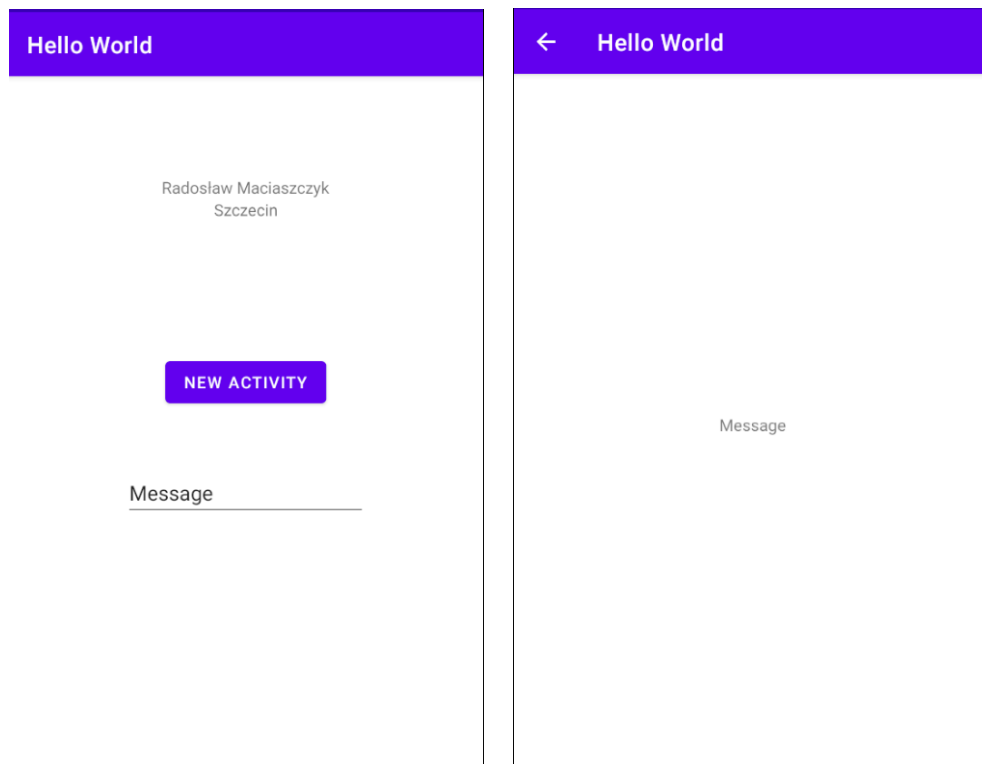 Hello World
Radosław Maciaszczyk
Szczecin
NEW ACTIVITY
Message
Hello World
Message